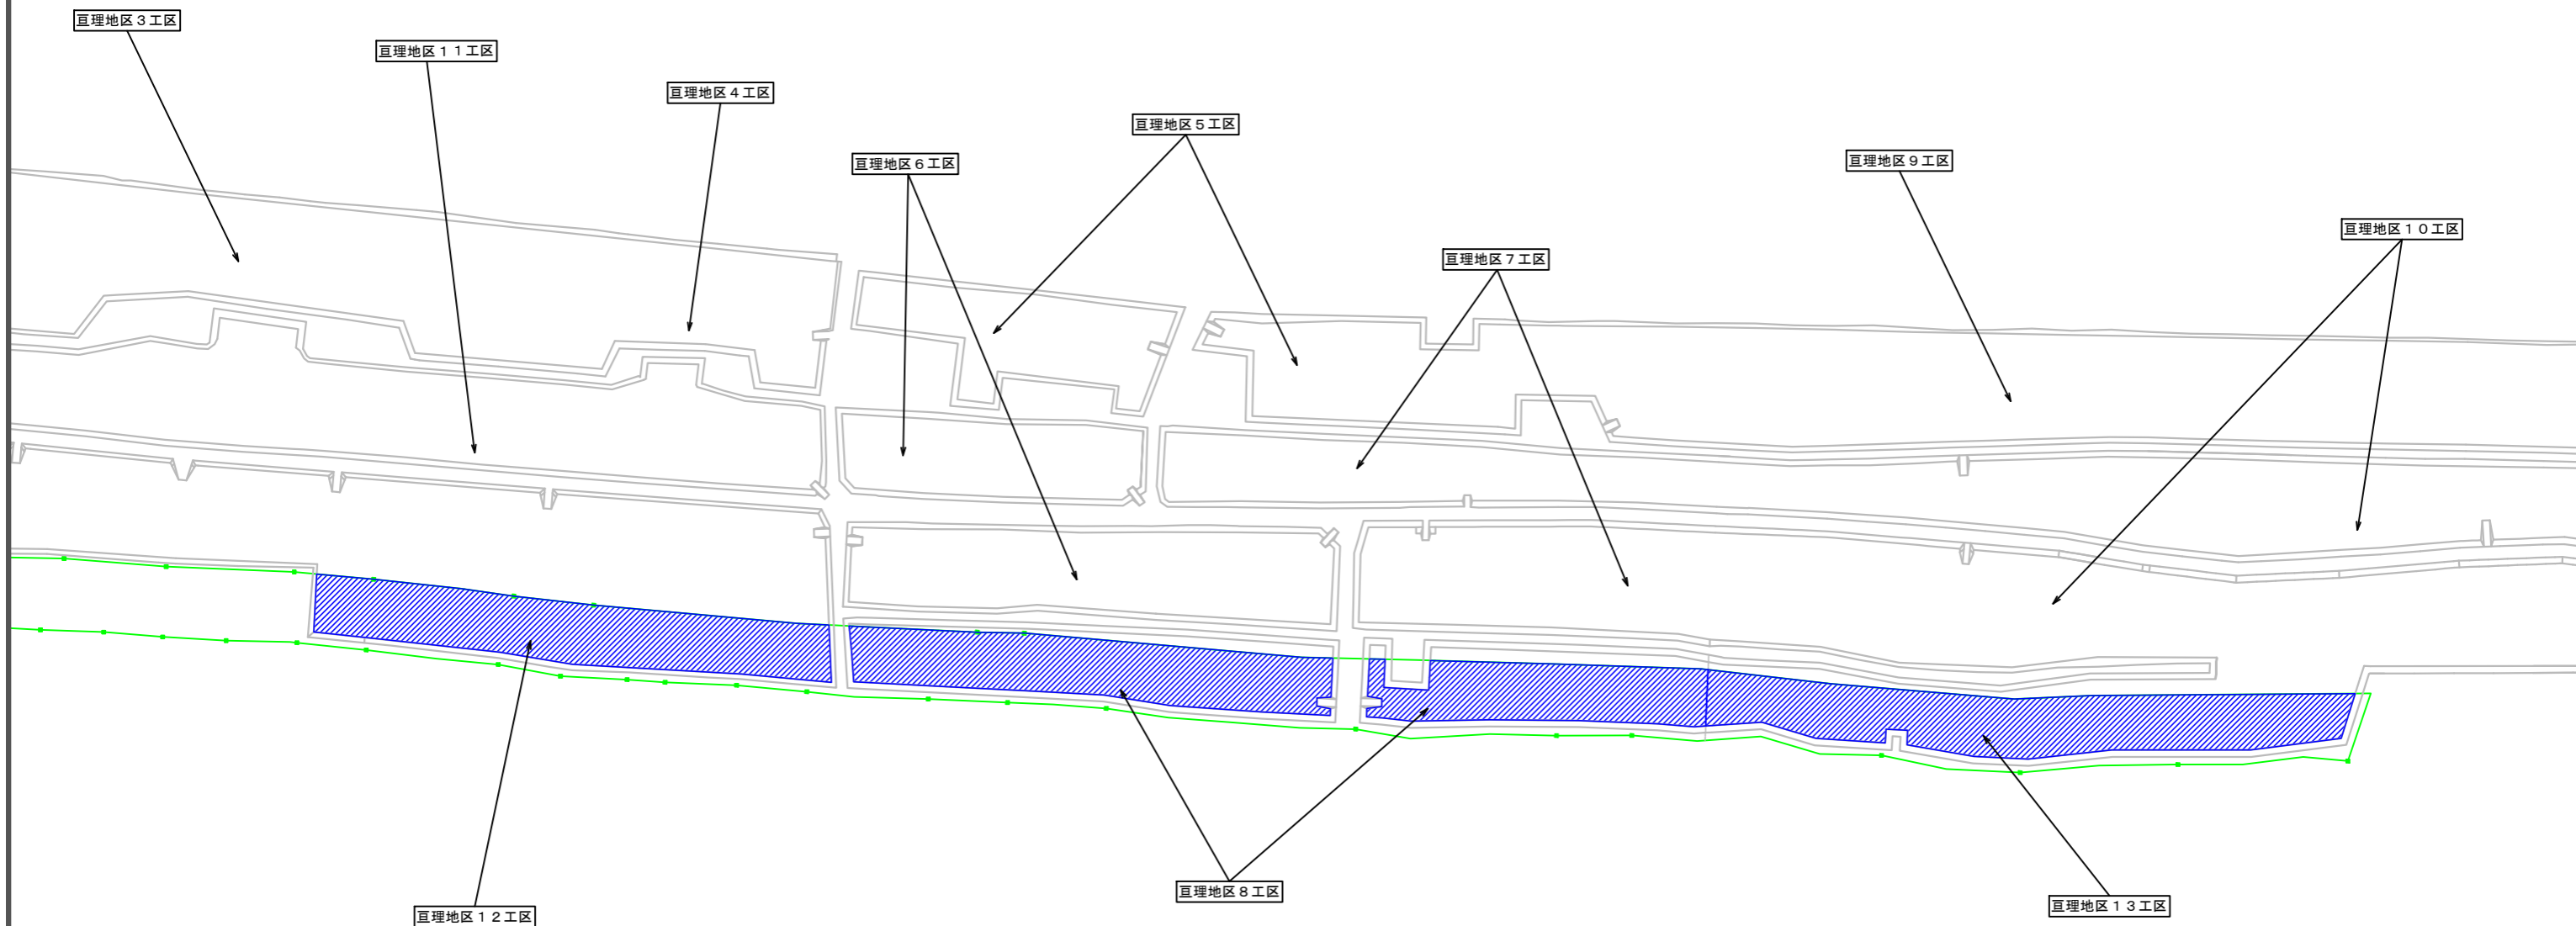 亘理地区３工区
亘理地区１１工区
亘理地区４工区
亘理地区５工区
亘理地区６工区
亘理地区９工区
亘理地区１０工区
亘理地区７工区
亘理地区８工区
亘理地区１３工区
亘理地区１２工区